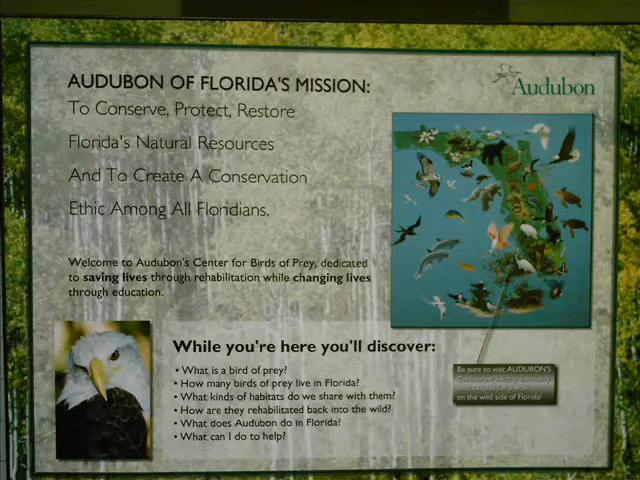 AUDUBON OF FLORIDA'S MISSION:
To Conserve, Protect, Restore
Florida's Natural Resources
And To Create A Conservation
Ethic Among All Floridians.
Audubon
Welcome to Audubon's Center for Birds of Prey, dedicated
to saving lives through rehabilitation while changing lives
through education.
While you're here you'll discover:
• What is a bird of prey?
• How many birds of prey live in Florida?
• What kinds of habitats do we share with them?
• How are they rehabilitated back into the wild?
• What does Audubon do in Florida?
• What can I do to help?
Be sure to visit AUDUBON'S
on the wild side of Florida!